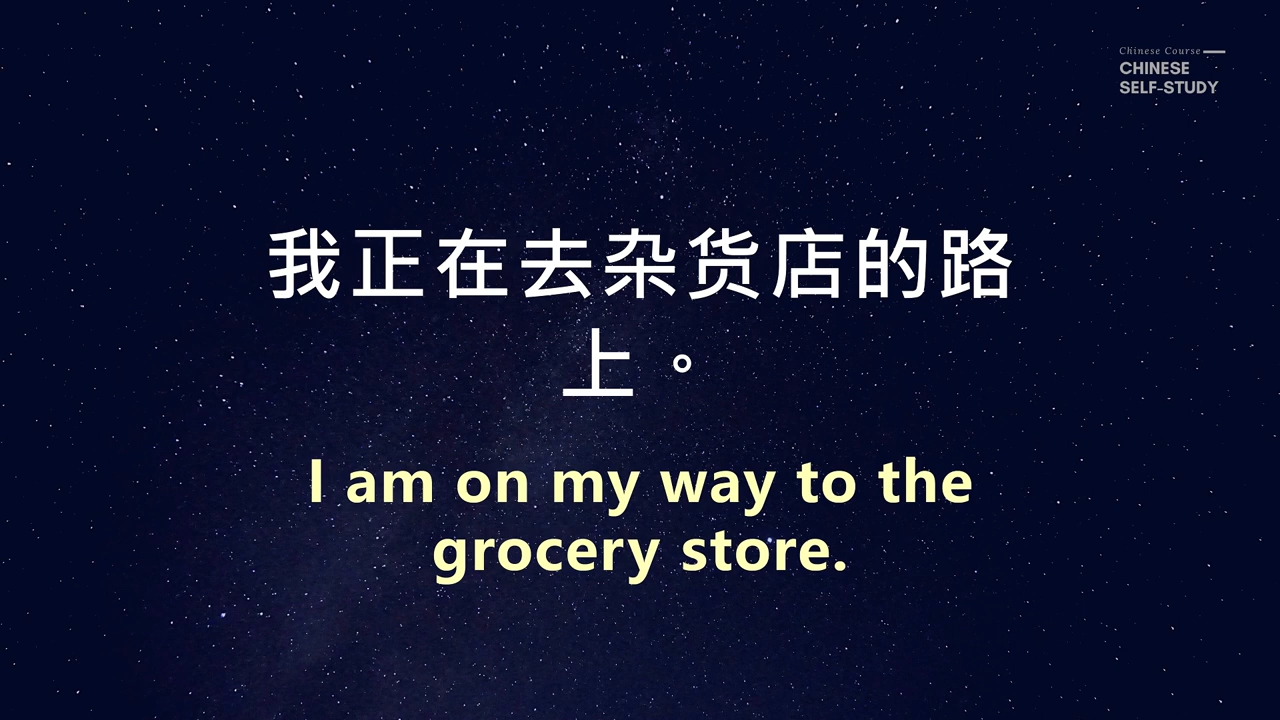 Chinese Course
CHINESE
SELF-STUDY
我正在去杂货店的路
上。
I am on my way to the
grocery store.